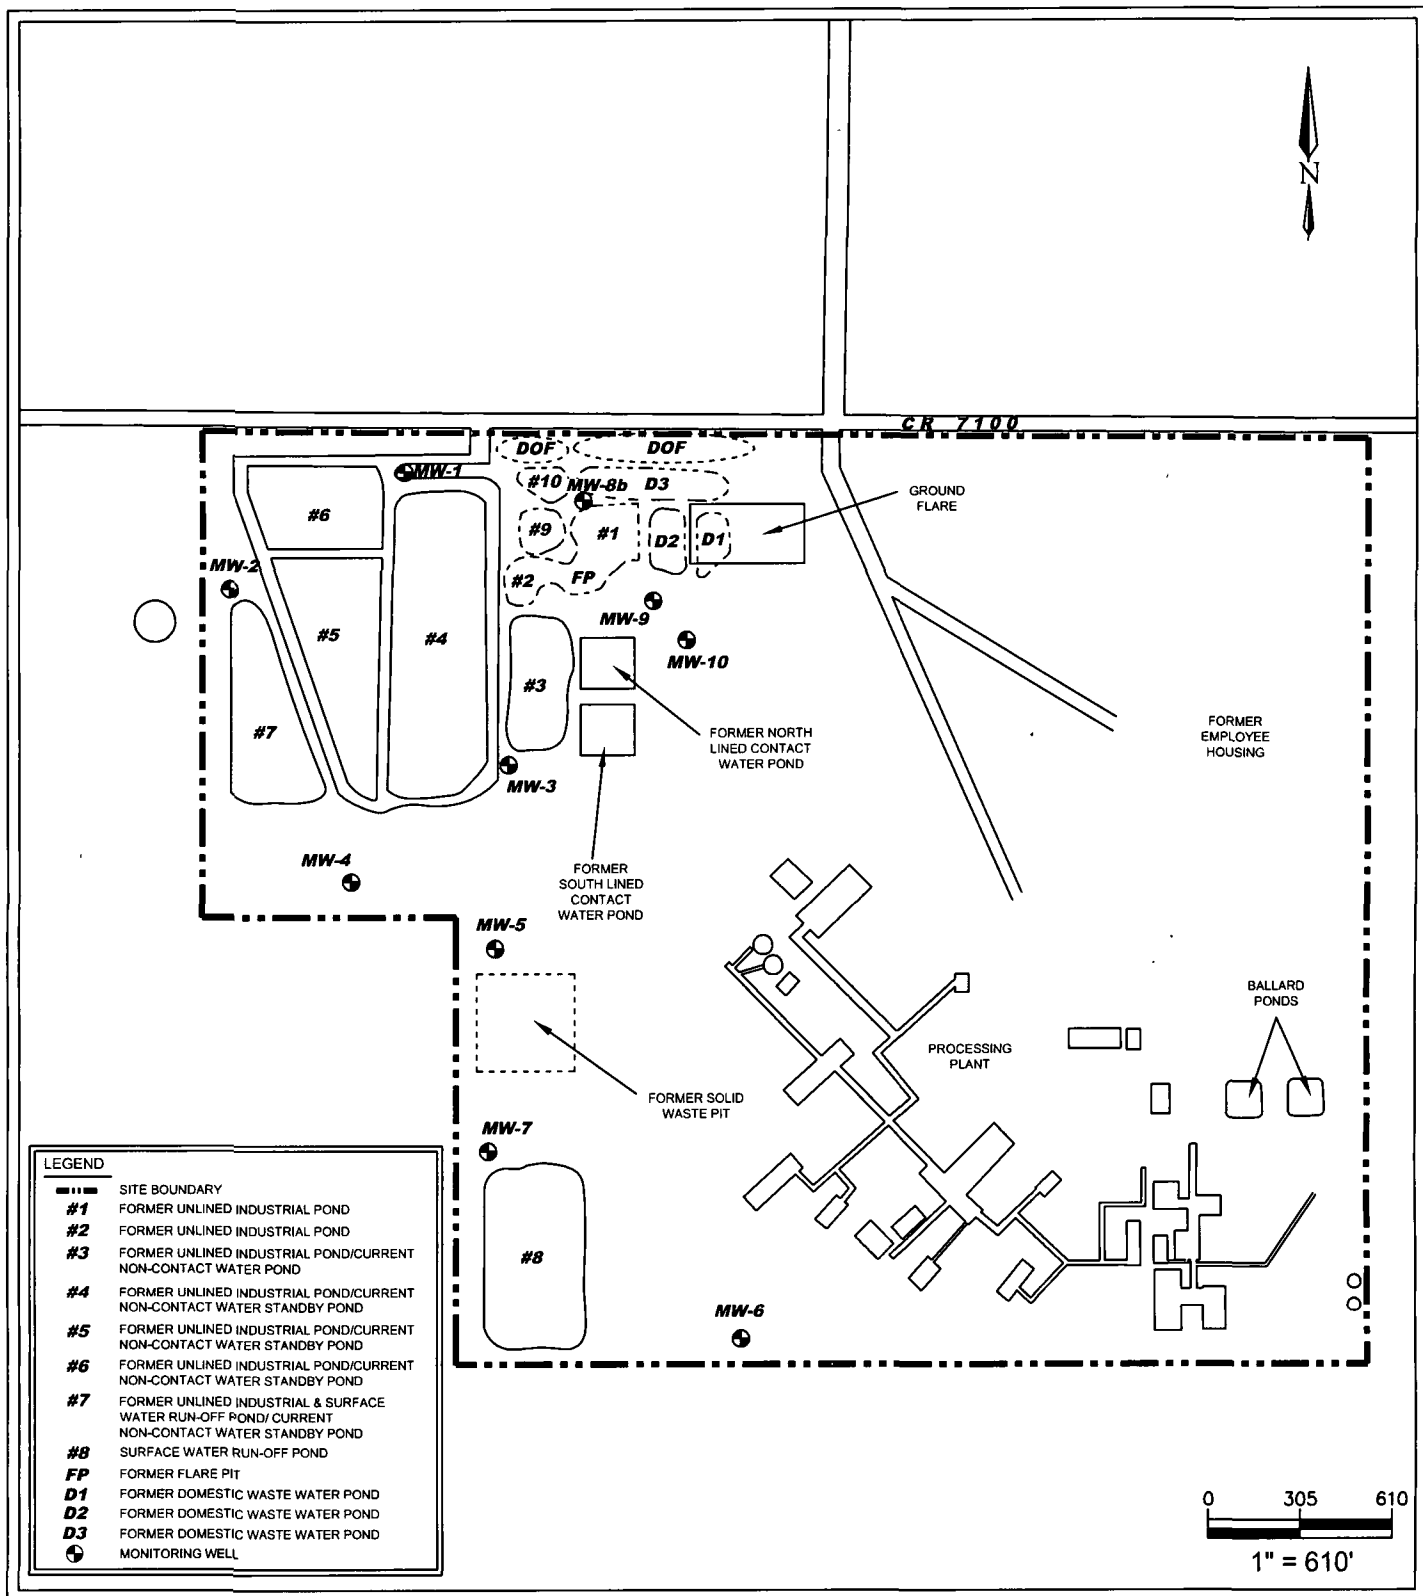 N
CR 7100
DOF
DOF
MW-1
#10
MW-8b
D3
#6
#9
#1
D2
D1
GROUND
FLARE
MW-2
#2
FP
MW-9
#5
#4
MW-10
#3
#7
FORMER NORTH
LINED CONTACT
WATER POND
FORMER
EMPLOYEE
HOUSING
MW-3
MW-4
FORMER
SOUTH LINED
CONTACT
WATER POND
MW-5
BALLARD
PONDS
PROCESSING
PLANT
FORMER SOLID
WASTE PIT
MW-7
#8
MW-6
LEGEND
SITE BOUNDARY
#1 FORMER UNLINED INDUSTRIAL POND
#2 FORMER UNLINED INDUSTRIAL POND
#3 FORMER UNLINED INDUSTRIAL POND/CURRENT
NON-CONTACT WATER POND
#4 FORMER UNLINED INDUSTRIAL POND/CURRENT
NON-CONTACT WATER STANDBY POND
#5 FORMER UNLINED INDUSTRIAL POND/CURRENT
NON-CONTACT WATER STANDBY POND
#6 FORMER UNLINED INDUSTRIAL POND/CURRENT
NON-CONTACT WATER STANDBY POND
#7 FORMER UNLINED INDUSTRIAL & SURFACE
WATER RUN-OFF POND/ CURRENT
NON-CONTACT WATER STANDBY POND
#8 SURFACE WATER RUN-OFF POND
FP FORMER FLARE PIT
D1 FORMER DOMESTIC WASTE WATER POND
D2 FORMER DOMESTIC WASTE WATER POND
D3 FORMER DOMESTIC WASTE WATER POND
MONITORING WELL
0 305 610
1" = 610'